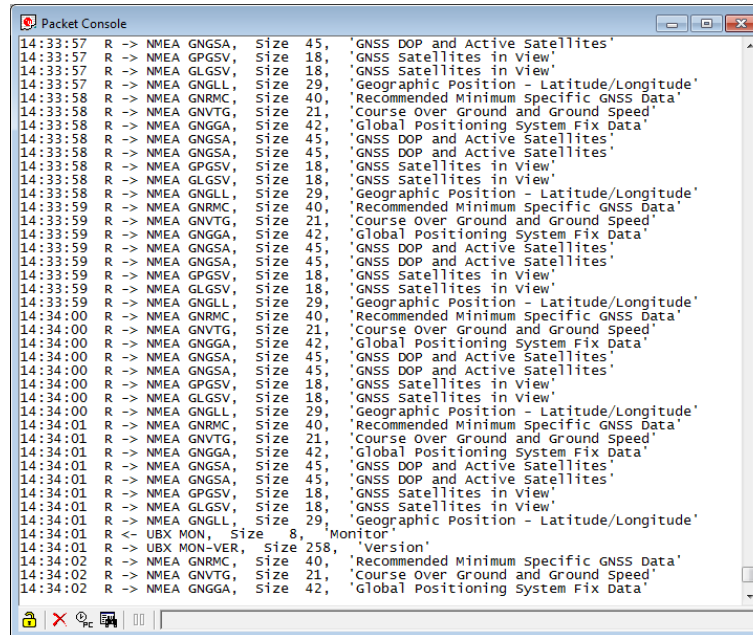 Packet Console
14:33:57  R -> NMEA GNGSA,  Size  45,  'GNSS DOP and Active Satellites'
14:33:57  R -> NMEA GPGSV,  Size  18,  'GNSS Satellites in View'
14:33:57  R -> NMEA GLGSV,  Size  18,  'GNSS Satellites in View'
14:33:57  R -> NMEA GNGLL,  Size  29,  'Geographic Position - Latitude/Longitude'
14:33:58  R -> NMEA GNRMC,  Size  40,  'Recommended Minimum Specific GNSS Data'
14:33:58  R -> NMEA GNVTG,  Size  21,  'Course Over Ground and Ground Speed'
14:33:58  R -> NMEA GNGGA,  Size  42,  'Global Positioning System Fix Data'
14:33:58  R -> NMEA GNGSA,  Size  45,  'GNSS DOP and Active Satellites'
14:33:58  R -> NMEA GNGSA,  Size  45,  'GNSS DOP and Active Satellites'
14:33:58  R -> NMEA GPGSV,  Size  18,  'GNSS Satellites in View'
14:33:58  R -> NMEA GLGSV,  Size  18,  'GNSS Satellites in View'
14:33:58  R -> NMEA GNGLL,  Size  29,  'Geographic Position - Latitude/Longitude'
14:33:59  R -> NMEA GNRMC,  Size  40,  'Recommended Minimum Specific GNSS Data'
14:33:59  R -> NMEA GNVTG,  Size  21,  'Course Over Ground and Ground Speed'
14:33:59  R -> NMEA GNGGA,  Size  42,  'Global Positioning System Fix Data'
14:33:59  R -> NMEA GNGSA,  Size  45,  'GNSS DOP and Active Satellites'
14:33:59  R -> NMEA GNGSA,  Size  45,  'GNSS DOP and Active Satellites'
14:33:59  R -> NMEA GPGSV,  Size  18,  'GNSS Satellites in View'
14:33:59  R -> NMEA GLGSV,  Size  18,  'GNSS Satellites in View'
14:33:59  R -> NMEA GNGLL,  Size  29,  'Geographic Position - Latitude/Longitude'
14:34:00  R -> NMEA GNRMC,  Size  40,  'Recommended Minimum Specific GNSS Data'
14:34:00  R -> NMEA GNVTG,  Size  21,  'Course Over Ground and Ground Speed'
14:34:00  R -> NMEA GNGGA,  Size  42,  'Global Positioning System Fix Data'
14:34:00  R -> NMEA GNGSA,  Size  45,  'GNSS DOP and Active Satellites'
14:34:00  R -> NMEA GNGSA,  Size  45,  'GNSS DOP and Active Satellites'
14:34:00  R -> NMEA GPGSV,  Size  18,  'GNSS Satellites in View'
14:34:00  R -> NMEA GLGSV,  Size  18,  'GNSS Satellites in View'
14:34:00  R -> NMEA GNGLL,  Size  29,  'Geographic Position - Latitude/Longitude'
14:34:01  R -> NMEA GNRMC,  Size  40,  'Recommended Minimum Specific GNSS Data'
14:34:01  R -> NMEA GNVTG,  Size  21,  'Course Over Ground and Ground Speed'
14:34:01  R -> NMEA GNGGA,  Size  42,  'Global Positioning System Fix Data'
14:34:01  R -> NMEA GNGSA,  Size  45,  'GNSS DOP and Active Satellites'
14:34:01  R -> NMEA GNGSA,  Size  45,  'GNSS DOP and Active Satellites'
14:34:01  R -> NMEA GPGSV,  Size  18,  'GNSS Satellites in View'
14:34:01  R -> NMEA GLGSV,  Size  18,  'GNSS Satellites in View'
14:34:01  R -> NMEA GNGLL,  Size  29,  'Geographic Position - Latitude/Longitude'
14:34:01  R <- UBX MON,  Size   8,  'Monitor'
14:34:01  R -> UBX MON-VER,  Size 258,  'Version'
14:34:02  R -> NMEA GNRMC,  Size  40,  'Recommended Minimum Specific GNSS Data'
14:34:02  R -> NMEA GNVTG,  Size  21,  'Course Over Ground and Ground Speed'
14:34:02  R -> NMEA GNGGA,  Size  42,  'Global Positioning System Fix Data'
PC